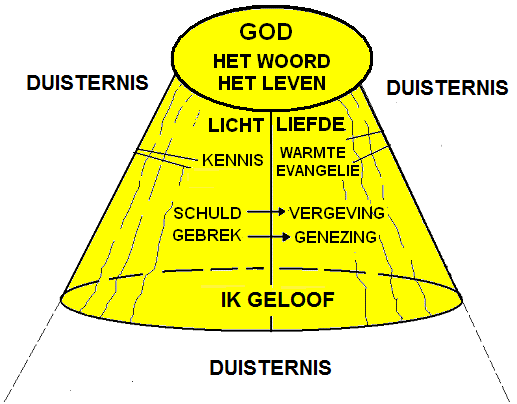 GOD
HET WOORD
HET LEVEN
DUISTERNIS
DUISTERNIS
LICHT LIEFDE
KENNIS
WARMTE
EVANGELIE
SCHULD VERGEVING
GEBREK GENEZING
IK GELOOF
DUISTERNIS